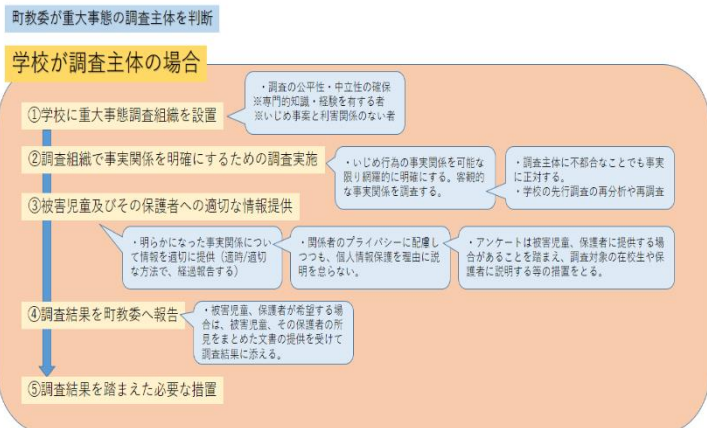 町教委が重大事態の調査主体を判断
学校が調査主体の場合
①学校に重大事態調査組織を設置
・調査の公平性・中立性の確保
※専門的知識・経験を有する者
※いじめ事案と利害関係のない者
②調査組織で事実関係を明確にするための調査実施
・いじめ行為の事実関係を可能な
限り網羅的に明確にする。客観的
な事実関係を調査する。
・調査主体に不都合なことでも事実
に正対する。
・学校の先行調査の再分析や再調査
③被害児童及びその保護者への適切な情報提供
・明らかになった事実関係につい
て情報を適切に提供（適時/適切
な方法で、経過報告する）
・関係者のプライバシーに配慮し
つつも、個人情報保護を理由に説
明を怠らない。
・アンケートは被害児童、保護者に提供する場
合があることを踏まえ、調査対象の在校生や保
護者に説明する等の措置をとる。
④調査結果を町教委へ報告
・被害児童、保護者が希望する場
合は、被害児童、その保護者の所
見をまとめた文書の提供を受けて
調査結果に添える。
⑤調査結果を踏まえた必要な措置